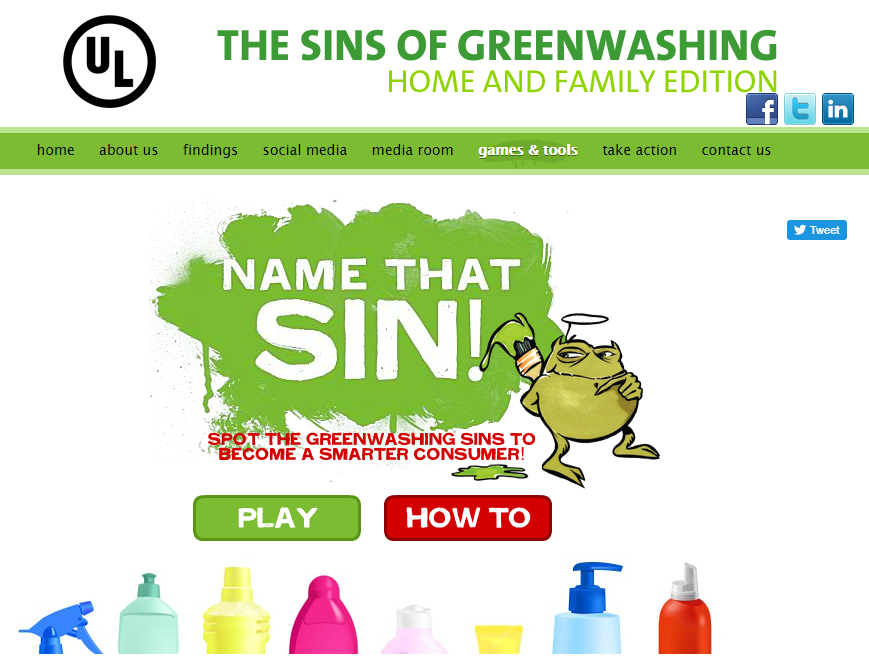 UL
THE SINS OF GREENWASHING
HOME AND FAMILY EDITION
f t in
home about us findings social media media room games & tools take action contact us
Tweet
NAME THAT
SIN!
SPOT THE GREENWASHING SINS TO
BECOME A SMARTER CONSUMER!
PLAY HOW TO